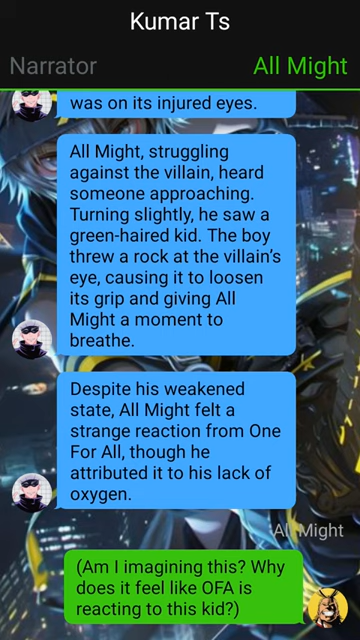 Kumar Ts
Narrator
All Might
was on its injured eyes.
All Might, struggling
against the villain, heard
someone approaching.
Turning slightly, he saw a
green-haired kid. The boy
threw a rock at the villain's
eye, causing it to loosen
its grip and giving All
Might a moment to
breathe.
Despite his weakened
state, All Might felt a
strange reaction from One
For All, though he
attributed it to his lack of
oxygen.
All Might
(Am I imagining this? Why
does it feel like OFA is
reacting to this kid?)